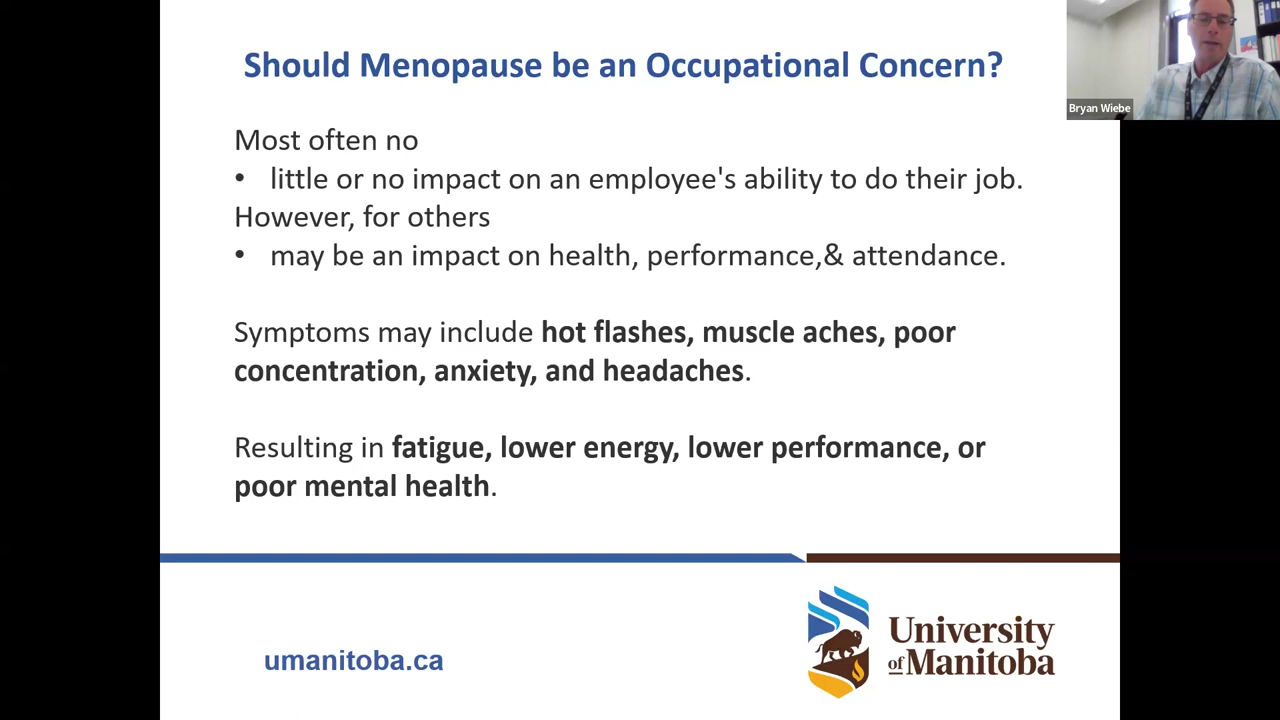 Should Menopause be an Occupational Concern?
Bryan Wiebe
Most often no
• little or no impact on an employee's ability to do their job.
However, for others
• may be an impact on health, performance,& attendance.
Symptoms may include hot flashes, muscle aches, poor
concentration, anxiety, and headaches.
Resulting in fatigue, lower energy, lower performance, or
poor mental health.
umanitoba.ca
University
of Manitoba